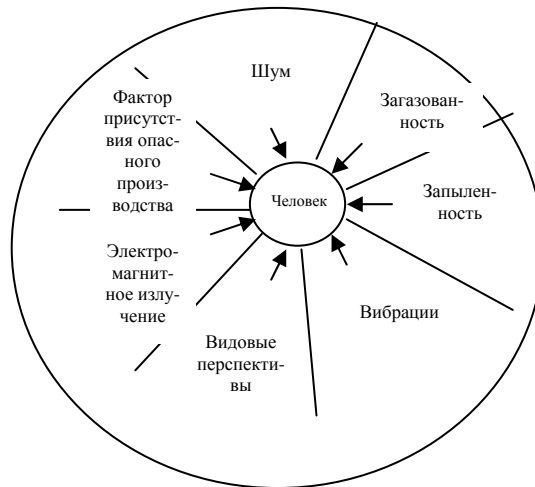 Шум
Фактор
присутст-
вия опас-
ного
произ-
водства
Загазован-
ность
Человек
Запылен-
ность
Электро-
магнит-
ное излу-
чение
Вибрации
Видовые
перспекти-
вы